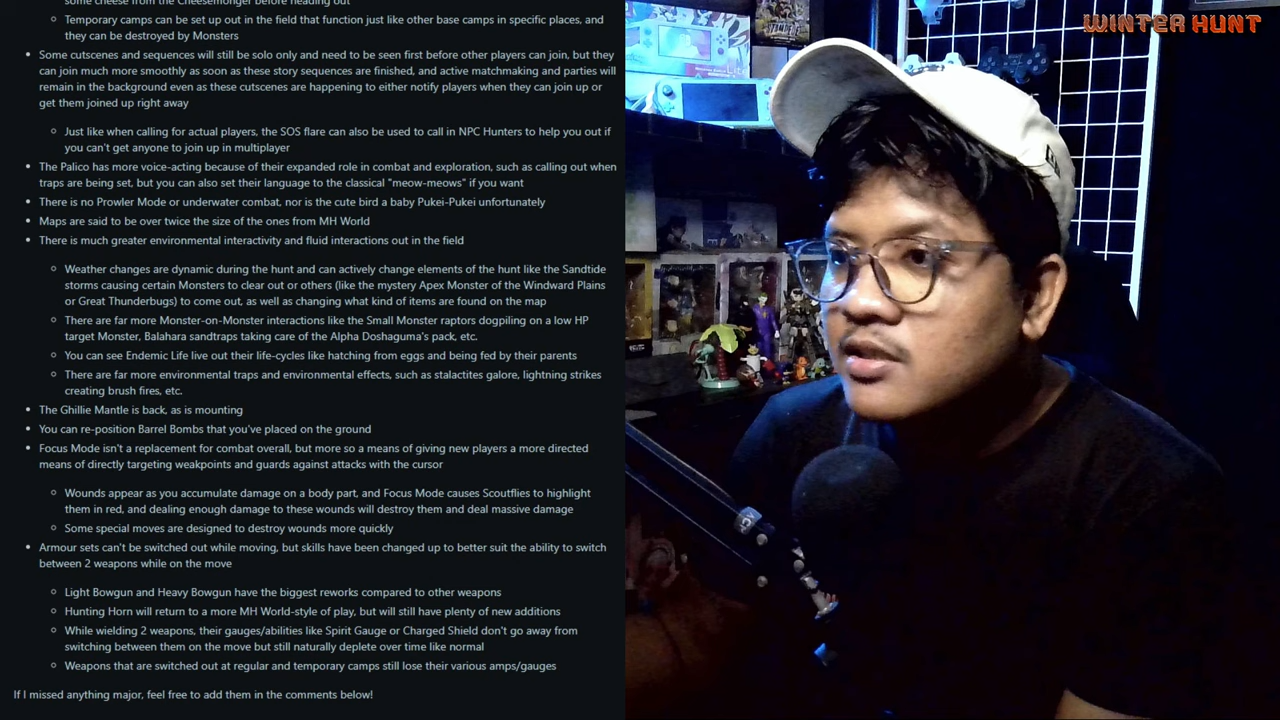 some cheese from the Cheesemonger before heading out
WINTER HUNT
Temporary camps can be set up out in the field that function just like other base camps in specific places, and
they can be destroyed by Monsters
Some cutscenes and sequences will still be solo only and need to be seen first before other players can join, but they
can join much more smoothly as soon as these story sequences are finished, and active matchmaking and parties will
remain in the background even as these cutscenes are happening to either notify players when they can join up or
get them joined up right away
Just like when calling for actual players, the SOS flare can also be used to call in NPC Hunters to help you out if
you can't get anyone to join up in multiplayer
The Palico has more voice-acting because of their expanded role in combat and exploration, such as calling out when
traps are being set, but you can also set their language to the classical "meow-meows" if you want
There is no Prowler Mode or underwater combat, nor is the cute bird a baby Pukei-Pukei unfortunately
Maps are said to be over twice the size of the ones from MH World
There is much greater environmental interactivity and fluid interactions out in the field
Weather changes are dynamic during the hunt and can actively change elements of the hunt like the Sandtide
storms causing certain Monsters to clear out or others (like the mystery Apex Monster of the Windward Plains
or Great Thunderbugs) to come out, as well as changing what kind of items are found on the map
There are far more Monster-on-Monster interactions like the Small Monster raptors dogpiling on a low HP
target Monster, Balahara sandtraps taking care of the Alpha Doshaguma's pack, etc.
You can see Endemic Life live out their life-cycles like hatching from eggs and being fed by their parents
There are far more environmental traps and environmental effects, such as stalactites galore, lightning strikes
creating brush fires, etc.
The Ghillie Mantle is back, as is mounting
You can re-position Barrel Bombs that you've placed on the ground
Focus Mode isn't a replacement for combat overall, but more so a means of giving new players a more directed
means of directly targeting weakpoints and guards against attacks with the cursor
Wounds appear as you accumulate damage on a body part, and Focus Mode causes Scoutflies to highlight
them in red, and dealing enough damage to these wounds will destroy them and deal massive damage
Some special moves are designed to destroy wounds more quickly
Armour sets can't be switched out while moving, but skills have been changed up to better suit the ability to switch
between 2 weapons while on the move
Light Bowgun and Heavy Bowgun have the biggest reworks compared to other weapons
Hunting Horn will return to a more MH World-style of play, but will still have plenty of new additions
While wielding 2 weapons, their gauges/abilities like Spirit Gauge or Charged Shield don't go away from
switching between them on the move but still naturally deplete over time like normal
Weapons that are switched out at regular and temporary camps still lose their various amps/gauges
If I missed anything major, feel free to add them in the comments below!